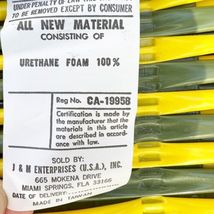 UNDER PENALTY OF LAW THIS
TO BE REMOVED EXCEPT BY CONSUMER
ALL NEW MATERIAL
CONSISTING OF
URETHANE FOAM 100%
Reg No. CA-19958
Certification is made by
the manufacturer that the
materials in this article
are described in accord-
ance with law.
SOLD BY:
J & M ENTERPRISES (U.S.A.), INC.
665 MOKENA DRIVE
MIAMI SPRINGS, FLA 33166
DATE OF DELIVERY:
MADE IN TAIWAN